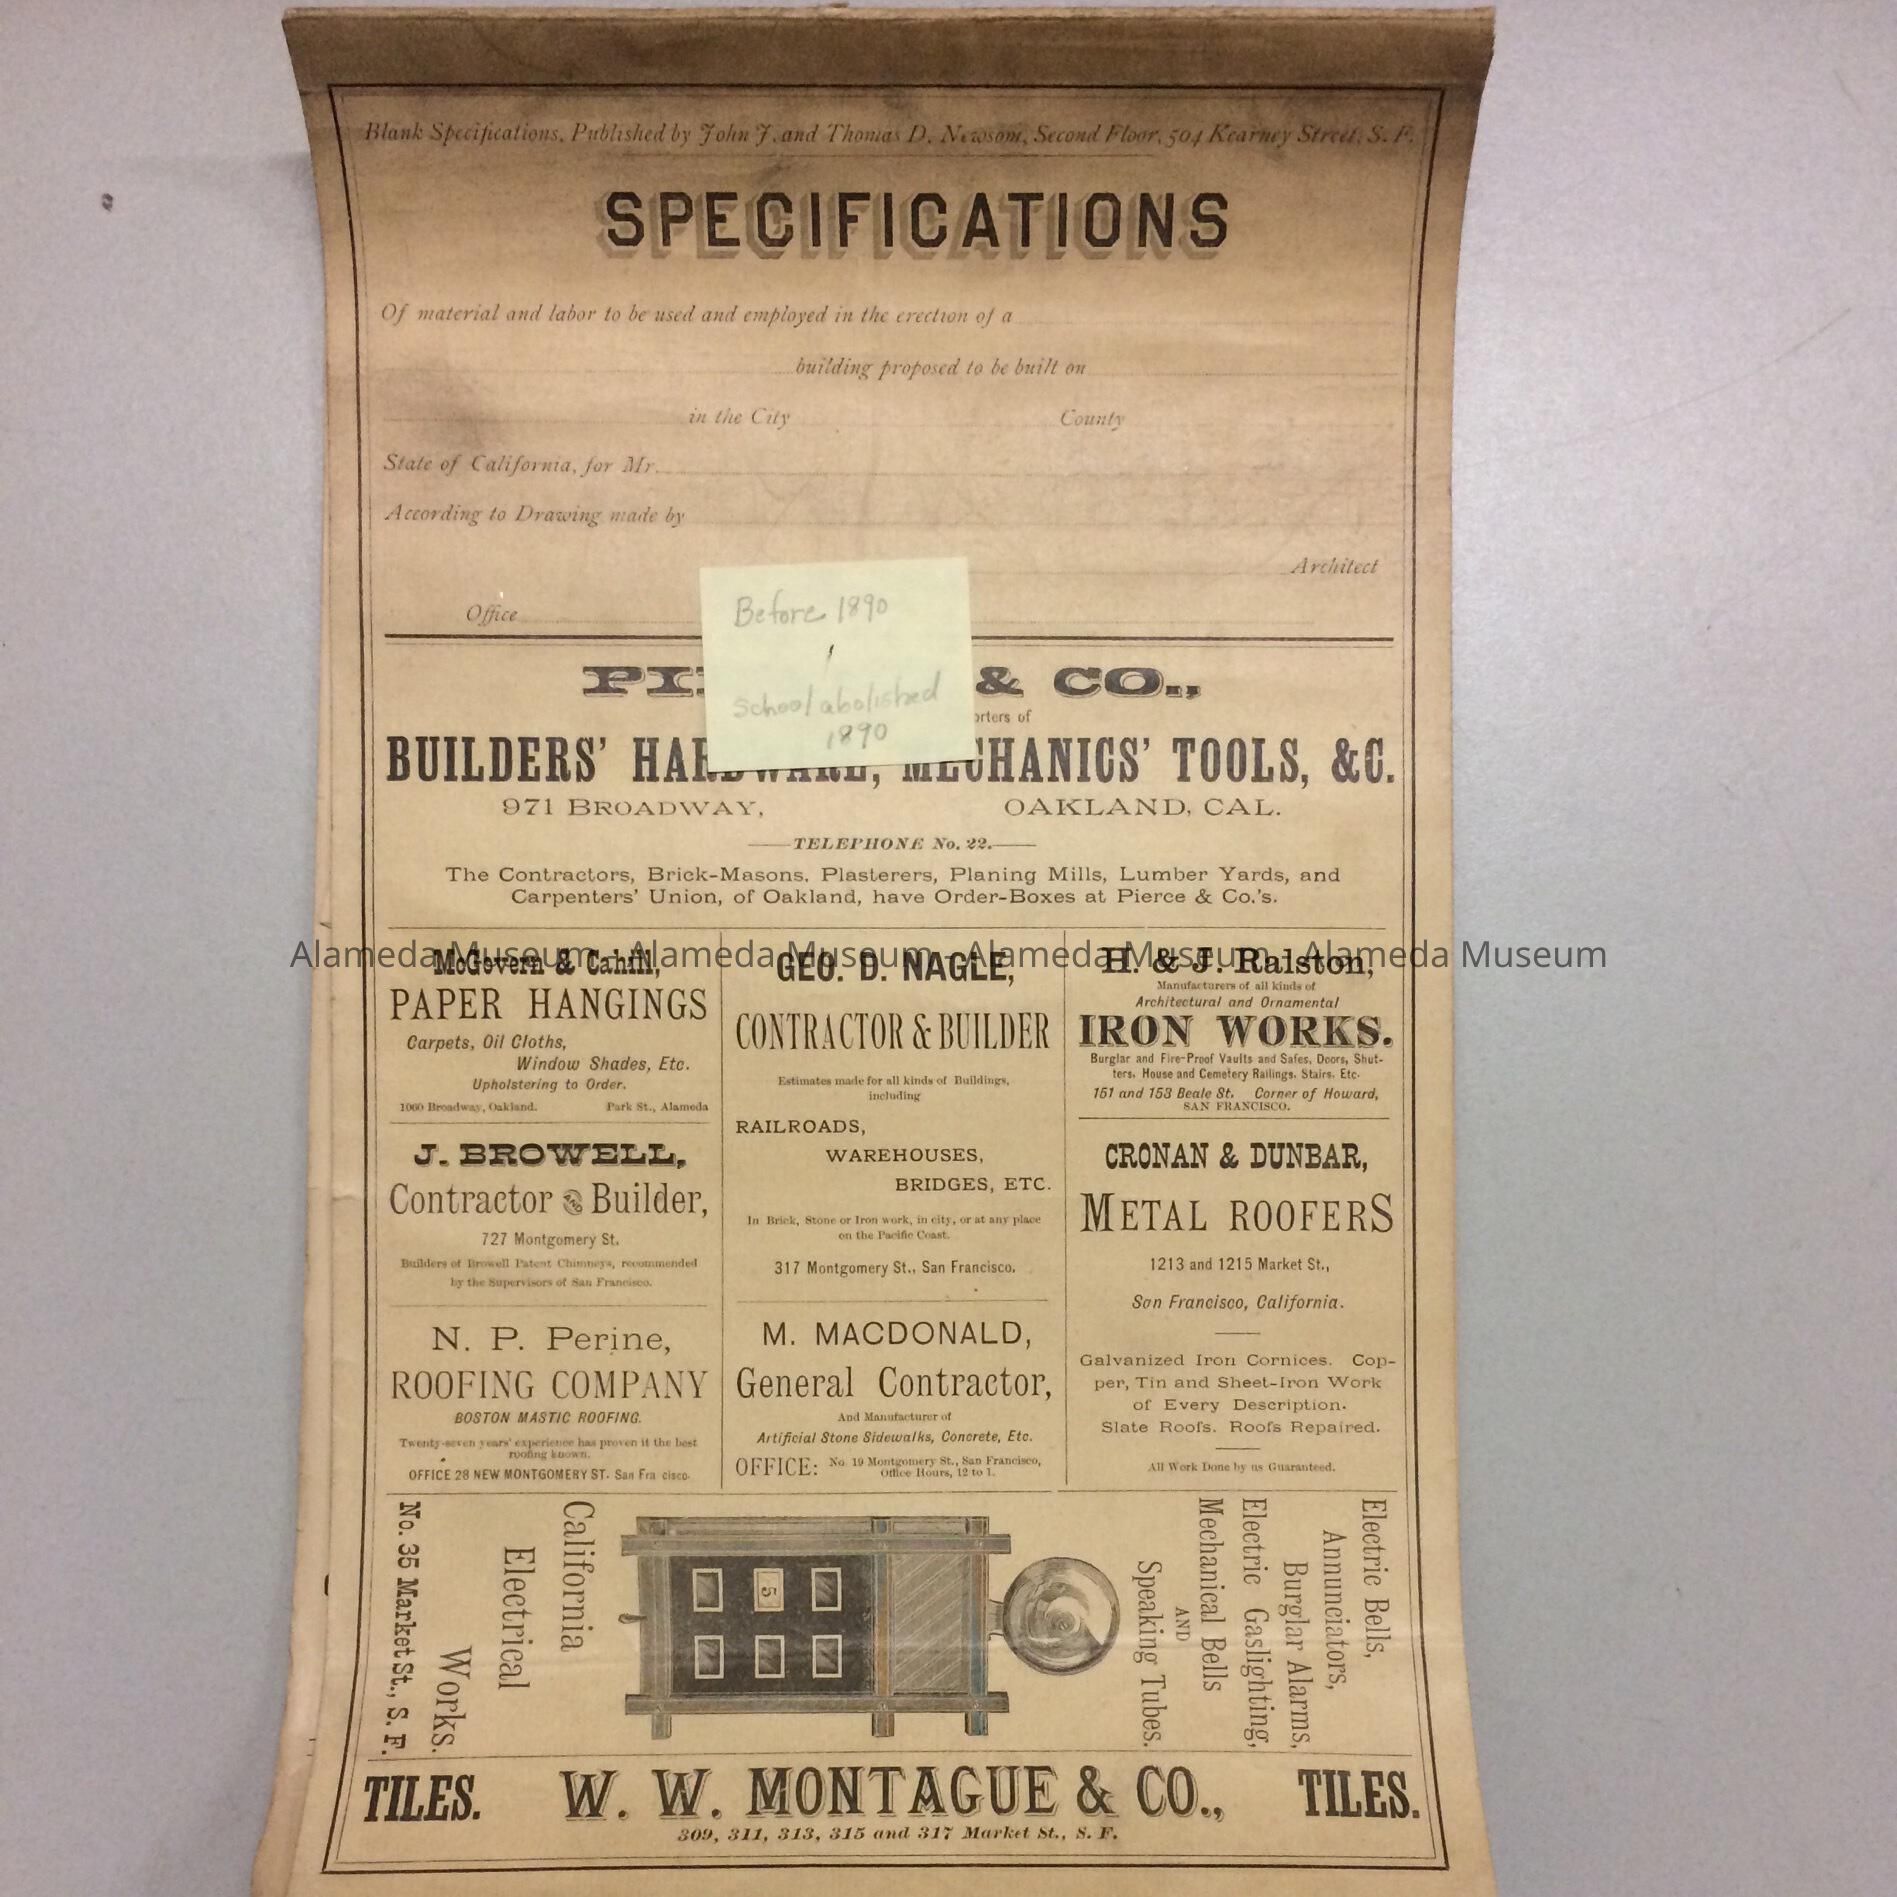 Blank Specifications, Published by John J. and Thomas D. Newsom, Second Floor, 504 Kearney Street, S. F.
SPECIFICATIONS
Of material and labor to be used and employed in the erection of a
building proposed to be built on
in the City County
State of California, for Mr.
According to Drawing made by
Architect
Office
Before 1890
School abolished
1890
& CO.,
BUILDERS' HARDWARE, MECHANICS' TOOLS, &C.
971 BROADWAY, OAKLAND, CAL.
TELEPHONE No. 22.
The Contractors, Brick-Masons. Plasterers, Planing Mills, Lumber Yards, and
Carpenters' Union, of Oakland, have Order-Boxes at Pierce & Co.'s.
Alameda Museum - Alameda Museum - Alameda Museum - Alameda Museum
McGovern & Cahill,
PAPER HANGINGS
Carpets, Oil Cloths,
Window Shades, Etc.
Upholstering to Order.
1060 Broadway, Oakland. Park St., Alameda
J. BROWELL,
Contractor & Builder,
727 Montgomery St.
Builders of Browell Patent Chimneys, recommended
by the Supervisors of San Francisco.
N. P. Perine,
ROOFING COMPANY
BOSTON MASTIC ROOFING.
Twenty-seven years' experience has proven it the best
roofing known.
OFFICE 28 NEW MONTGOMERY ST. San Fra cisco.
GEO. D. NAGLE,
CONTRACTOR & BUILDER
Estimates made for all kinds of Buildings,
including
RAILROADS,
WAREHOUSES,
BRIDGES, ETC.
In Brick, Stone or Iron work, in city, or at any place
on the Pacific Coast.
317 Montgomery St., San Francisco.
M. MACDONALD,
General Contractor,
And Manufacturer of
Artificial Stone Sidewalks, Concrete, Etc.
OFFICE: No. 19 Montgomery St., San Francisco,
Office Hours, 12 to 1.
H. & J. Ralston,
Manufacturers of all kinds of
Architectural and Ornamental
IRON WORKS.
Burglar and Fire-Proof Vaults and Safes, Doors, Shut-
ters, House and Cemetery Railings, Stairs, Etc.
151 and 153 Beale St. Corner of Howard,
SAN FRANCISCO.
CRONAN & DUNBAR,
METAL ROOFERS
1213 and 1215 Market St.,
San Francisco, California.
Galvanized Iron Cornices. Cop-
per, Tin and Sheet-Iron Work
of Every Description.
Slate Roofs. Roofs Repaired.
All Work Done by us Guaranteed.
Electric Bells,
Annunciators,
Burglar Alarms,
Electric Gaslighting,
Mechanical Bells
AND
Speaking Tubes.
5
California
Electrical
Works.
No. 35 Market St., S. F.
TILES. W. W. MONTAGUE & CO., TILES.
309, 311, 313, 315 and 317 Market St., S. F.